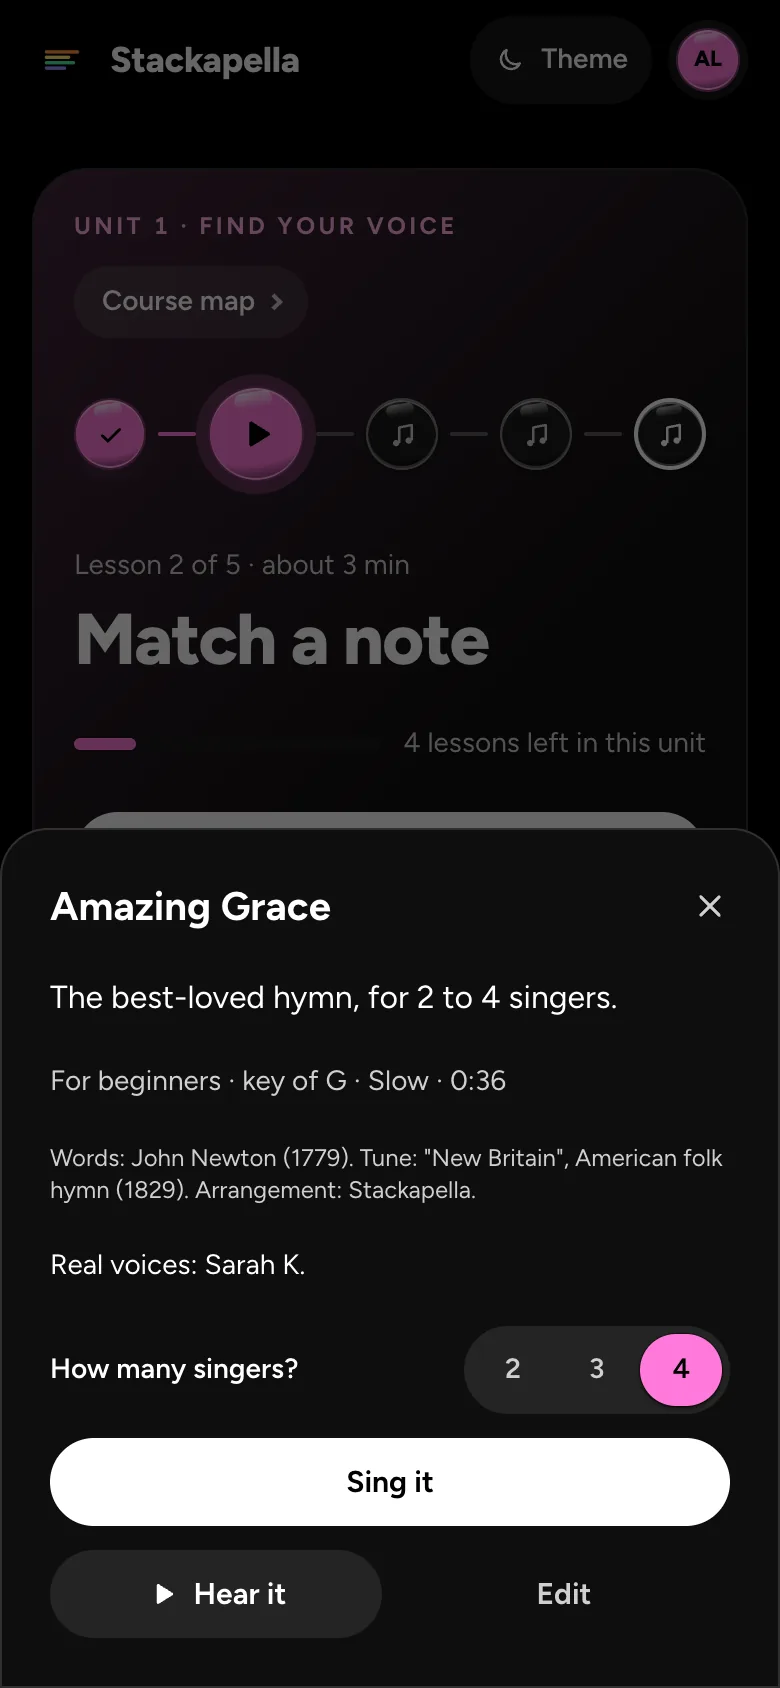 Stackapella
Theme
AL
UNIT 1 · FIND YOUR VOICE
Course map
Lesson 2 of 5 · about 3 min
Match a note
4 lessons left in this unit
Amazing Grace
The best-loved hymn, for 2 to 4 singers.
For beginners · key of G · Slow · 0:36
Words: John Newton (1779). Tune: "New Britain", American folk
hymn (1829). Arrangement: Stackapella.
Real voices: Sarah K.
How many singers?
2 3 4
Sing it
Hear it
Edit